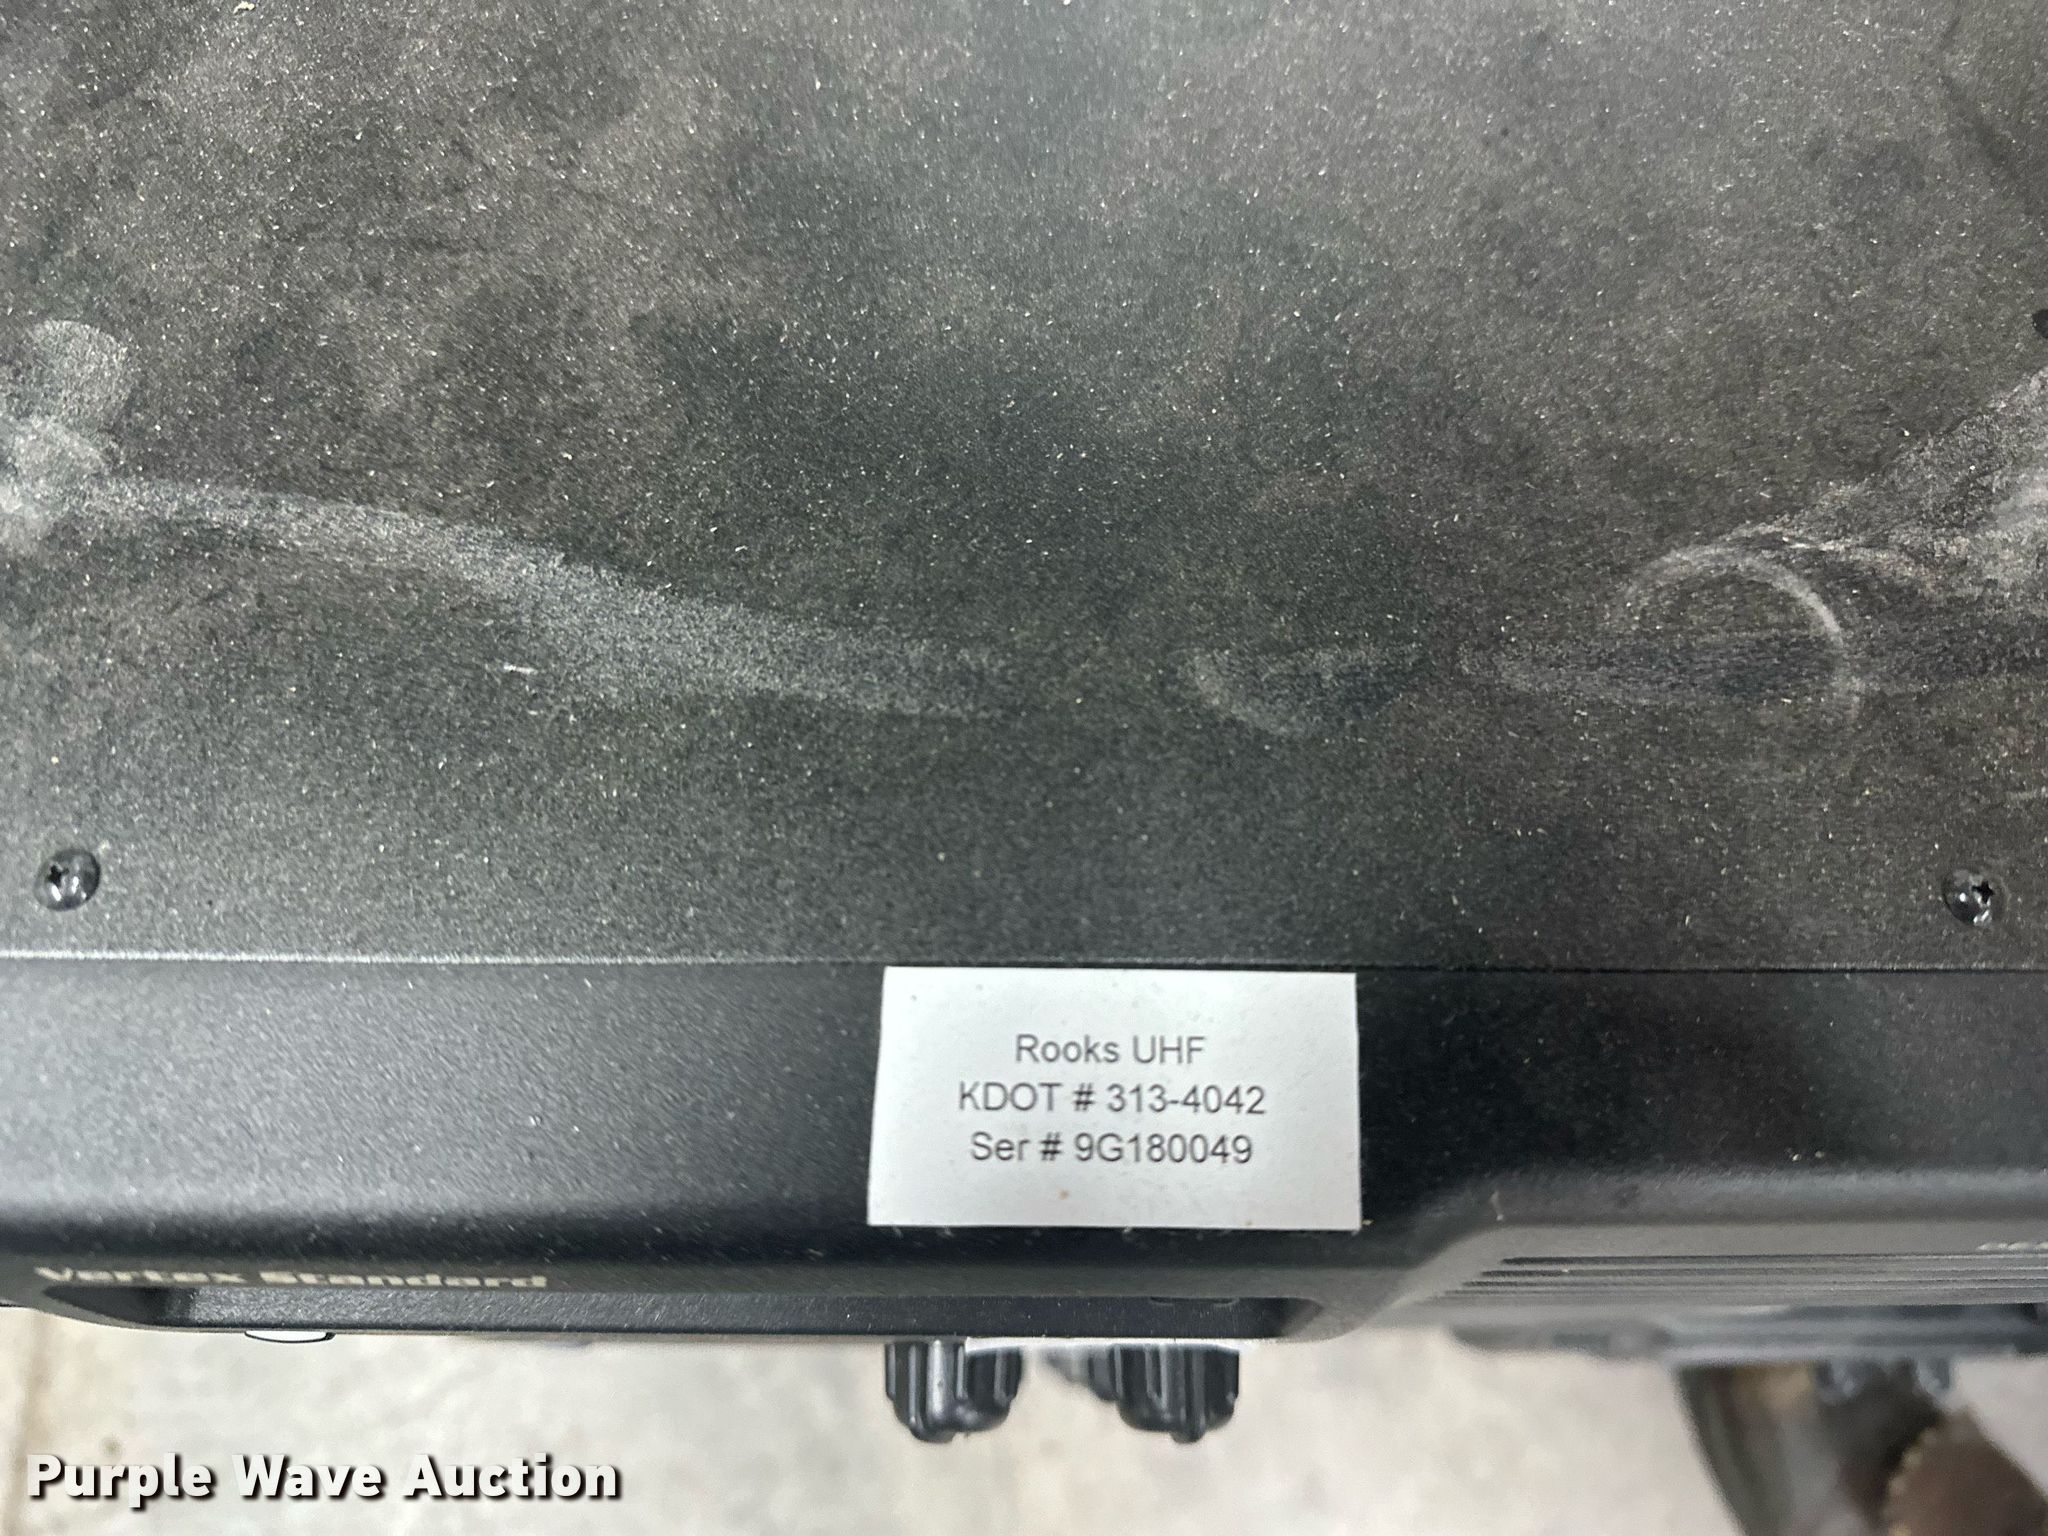 Rooks UHF
KDOT # 313-4042
Ser # 9G180049
Vertex Standard
Purple Wave Auction